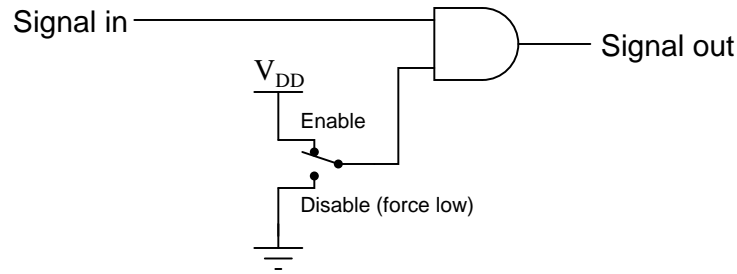 Signal in
Signal out
VDD
Enable
Disable (force low)